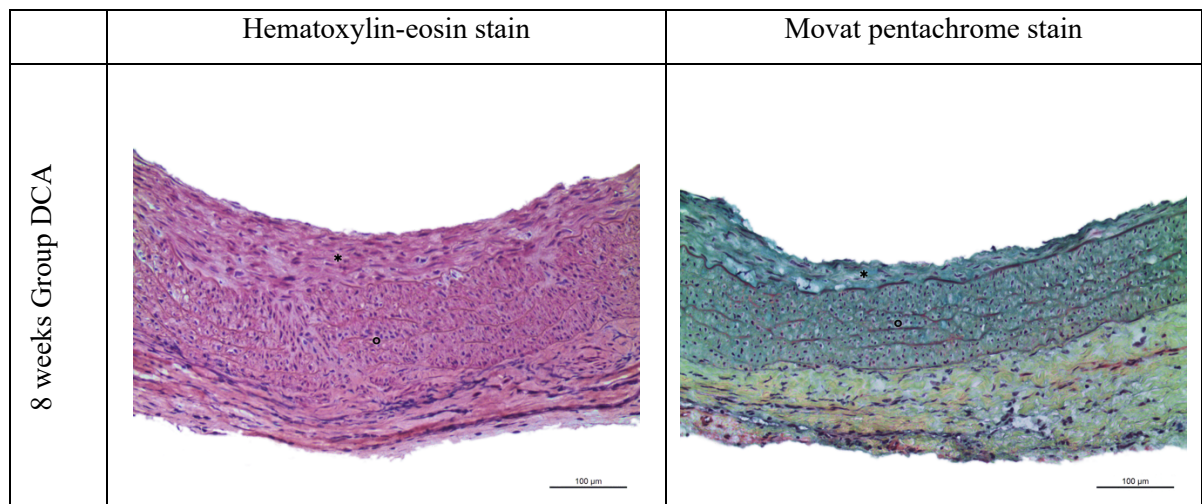 Hematoxylin-eosin stain
Movat pentachrome stain
8 weeks Group DCA
*
o
100 µm
*
o
100 µm